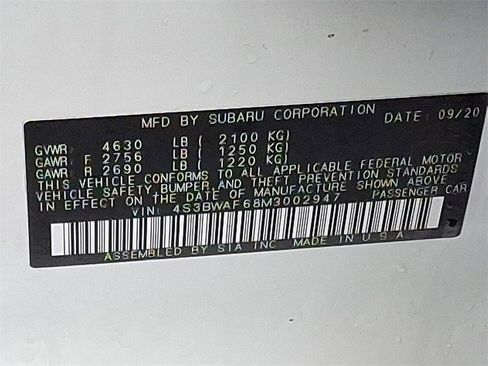 MFD BY SUBARU CORPORATION DATE: 09/20
GVWR: 4630 LB ( 2100 KG)
GAWR: F 2756 LB ( 1250 KG)
GAWR: R 2690 LB ( 1220 KG)
THIS VEHICLE CONFORMS TO ALL APPLICABLE FEDERAL MOTOR
VEHICLE SAFETY, BUMPER, AND THEFT PREVENTION STANDARDS
IN EFFECT ON THE DATE OF MANUFACTURE SHOWN ABOVE
VIN: 4S3BWAF68M3002947 PASSENGER CAR
ASSEMBLED BY SIA INC MADE IN U.S.A